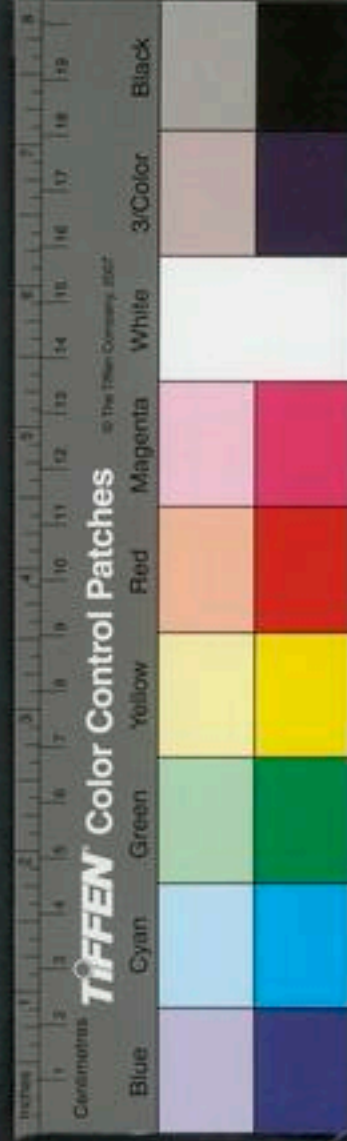 Inches 1 2 3 4 5 6 7 8
Centimetres 1 2 3 4 5 6 7 8 9 10 11 12 13 14 15 16 17 18 19
TIFFEN Color Control Patches © The Tiffen Company, 2007
Blue Cyan Green Yellow Red Magenta White 3/Color Black